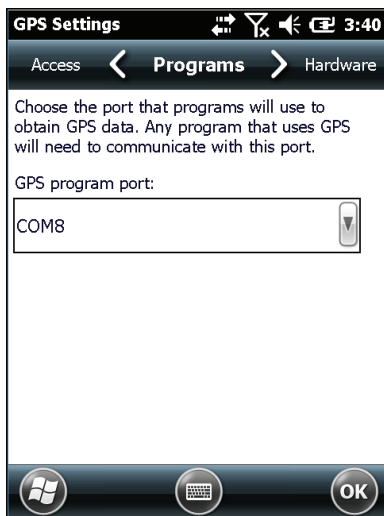 GPS Settings 3:40
Access Programs Hardware
Choose the port that programs will use to
obtain GPS data. Any program that uses GPS
will need to communicate with this port.
GPS program port:
COM8
OK